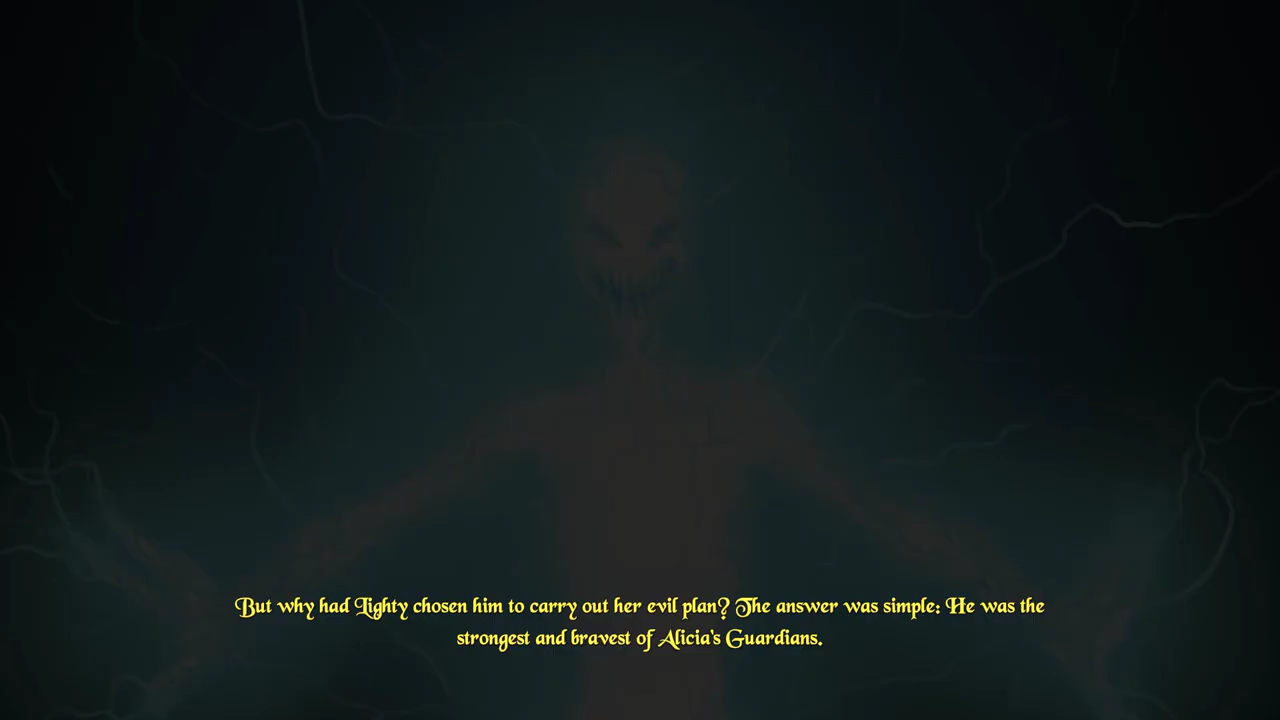 But why had Lighty chosen him to carry out her evil plan? The answer was simple: He was the
strongest and bravest of Alicia's Guardians.